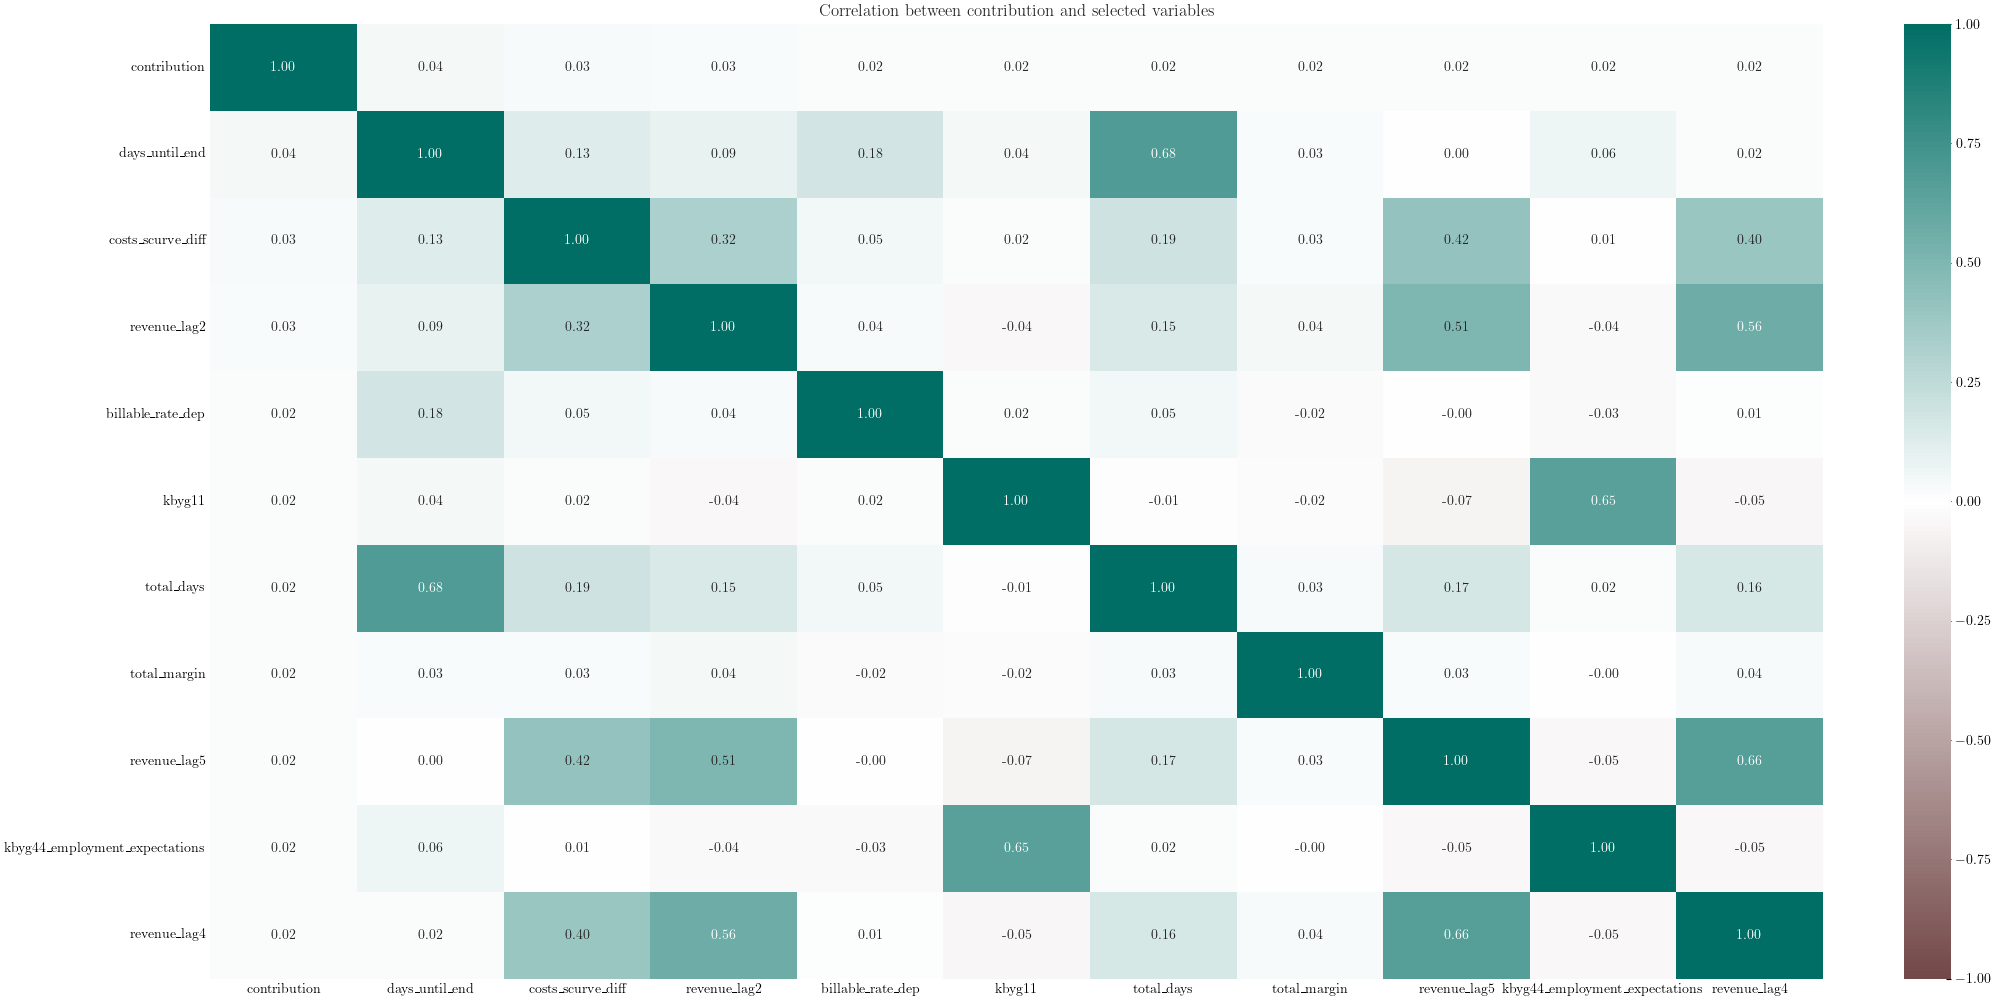 Correlation between contribution and selected variables
contribution 1.00 0.04 0.03 0.03 0.02 0.02 0.02 0.02 0.02 0.02 0.02
days_until_end 0.04 1.00 0.13 0.09 0.18 0.04 0.68 0.03 0.00 0.06 0.02
costs_scurve_diff 0.03 0.13 1.00 0.32 0.05 0.02 0.19 0.03 0.42 0.01 0.40
revenue_lag2 0.03 0.09 0.32 1.00 0.04 -0.04 0.15 0.04 0.51 -0.04 0.56
billable_rate_dep 0.02 0.18 0.05 0.04 1.00 0.02 0.05 -0.02 -0.00 -0.03 0.01
kbyg11 0.02 0.04 0.02 -0.04 0.02 1.00 -0.01 -0.02 -0.07 0.65 -0.05
total_days 0.02 0.68 0.19 0.15 0.05 -0.01 1.00 0.03 0.17 0.02 0.16
total_margin 0.02 0.03 0.03 0.04 -0.02 -0.02 0.03 1.00 0.03 -0.00 0.04
revenue_lag5 0.02 0.00 0.42 0.51 -0.00 -0.07 0.17 0.03 1.00 -0.05 0.66
kbyg44_employment_expectations 0.02 0.06 0.01 -0.04 -0.03 0.65 0.02 -0.00 -0.05 1.00 -0.05
revenue_lag4 0.02 0.02 0.40 0.56 0.01 -0.05 0.16 0.04 0.66 -0.05 1.00
contribution days_until_end costs_scurve_diff revenue_lag2 billable_rate_dep kbyg11 total_days total_margin revenue_lag5 kbyg44_employment_expectations revenue_lag4
1.00
0.75
0.50
0.25
0.00
−0.25
−0.50
−0.75
−1.00